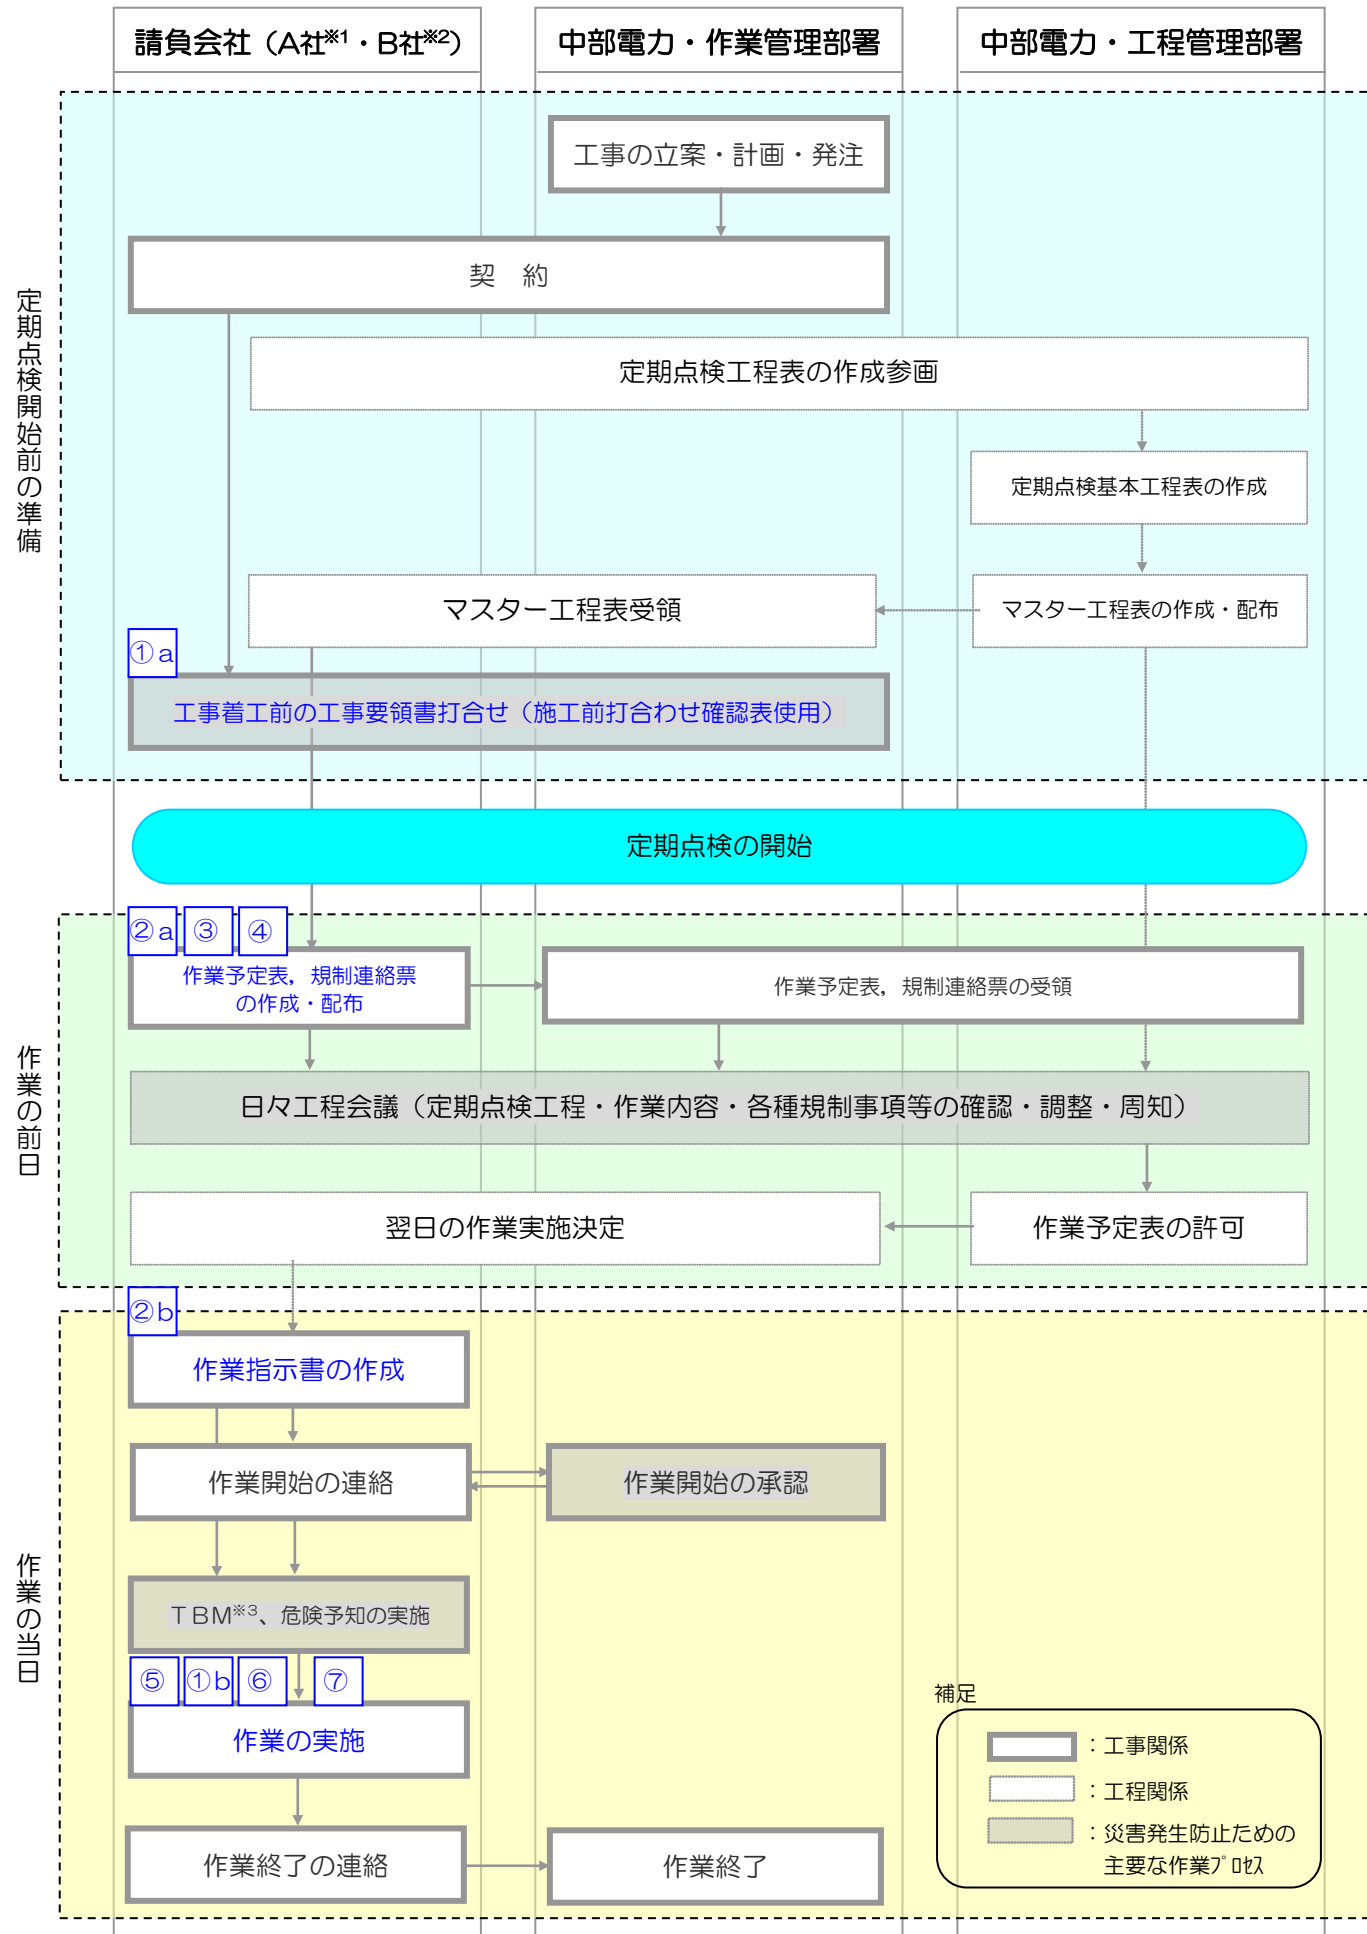 請負会社（A社※1・B社※2）
中部電力・作業管理部署
中部電力・工程管理部署
定期点検開始前の準備
工事の立案・計画・発注
契　約
定期点検工程表の作成参画
定期点検基本工程表の作成
マスター工程表受領
マスター工程表の作成・配布
①a
工事着工前の工事要領書打合せ（施工前打合わせ確認表使用）
定期点検の開始
作業の前日
②a
③
④
作業予定表，規制連絡票
の作成・配布
作業予定表，規制連絡票の受領
日々工程会議（定期点検工程・作業内容・各種規制事項等の確認・調整・周知）
翌日の作業実施決定
作業予定表の許可
作業の当日
②b
作業指示書の作成
作業開始の連絡
作業開始の承認
TBM※3、危険予知の実施
⑤
①b
⑥
⑦
作業の実施
作業終了の連絡
作業終了
補足
：工事関係
：工程関係
：災害発生防止ための
主要な作業ﾌﾟﾛｾｽ